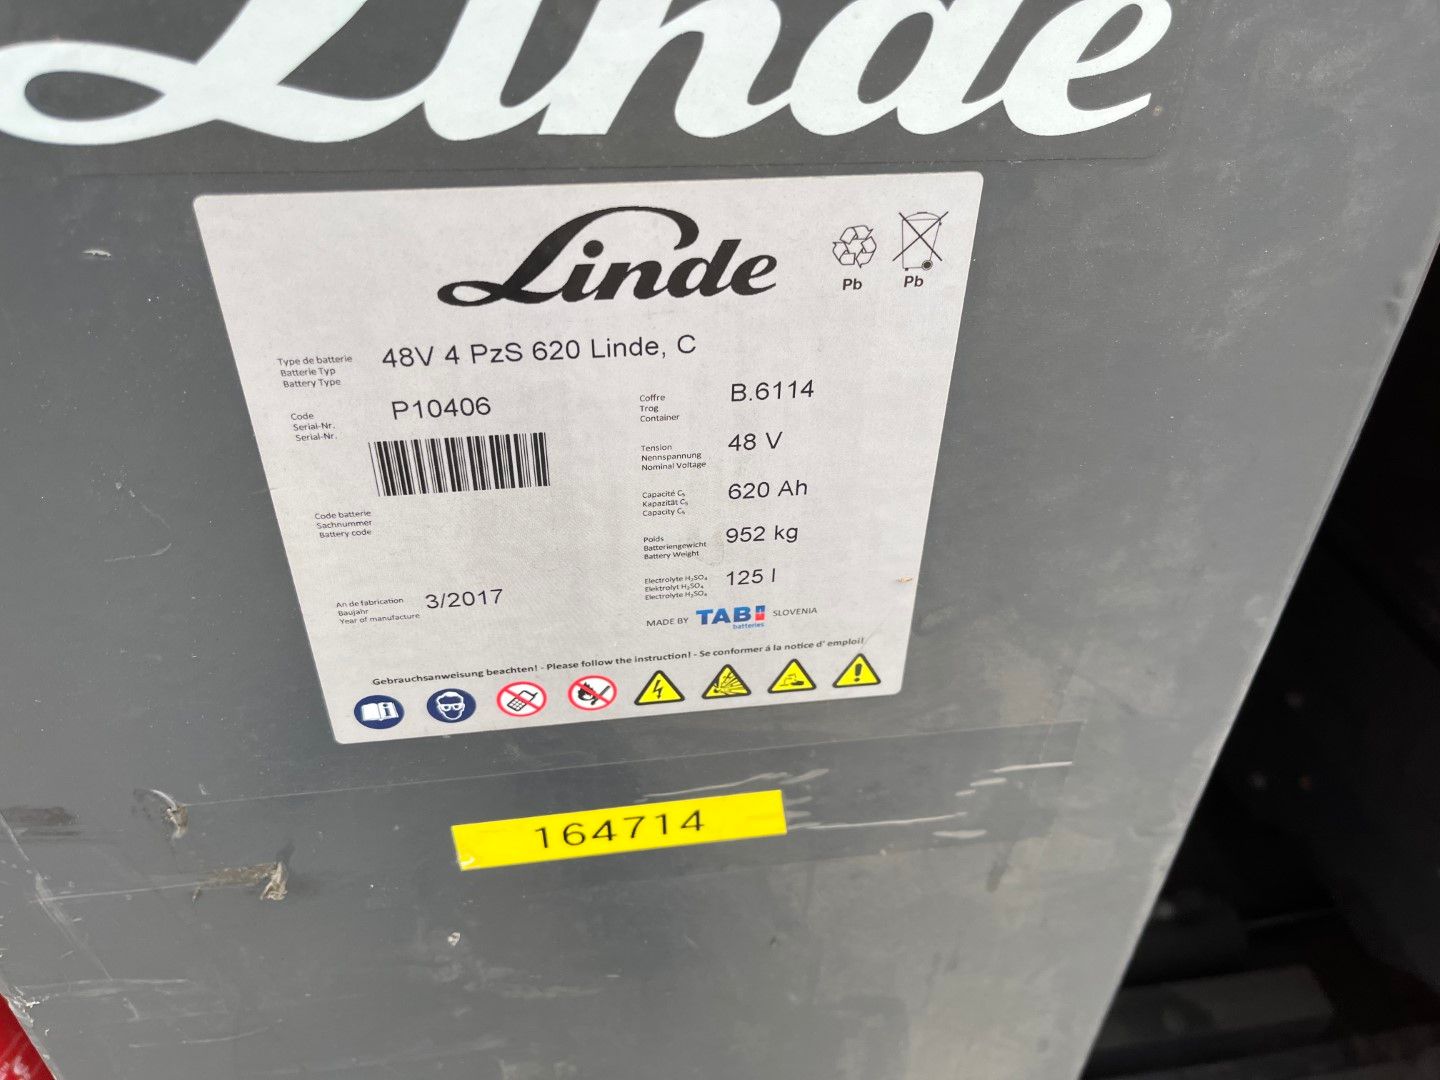 Linde
Linde
Pb
Pb
Type de batterie
Batterie Typ
Battery Type
48V 4 PzS 620 Linde, C
Code
Serial-Nr.
Serial-Nr.
P10406
Coffre
Trog
Container
B.6114
Tension
Nennspannung
Nominal Voltage
48 V
Capacité C₅
Kapazität C₅
Capacity C₅
620 Ah
Code batterie
Sachnummer
Battery code
Poids
Batteriengewicht
Battery Weight
952 kg
Electrolyte H₂SO₄
Elektrolyt H₂SO₄
Electrolyte H₂SO₄
125 l
An de fabrication
Baujahr
Year of manufacture
3/2017
MADE BY TAB batteries SLOVENIA
Gebrauchsanweisung beachten! - Please follow the instruction! - Se conformer á la notice d' emploi!
164714